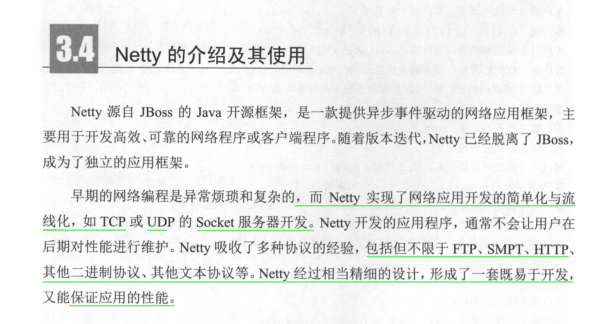 3.4 Netty 的介绍及其使用
Netty 源自 JBoss 的 Java 开源框架，是一款提供异步事件驱动的网络应用框架，主
要用于开发高效、可靠的网络程序或客户端程序。随着版本迭代，Netty 已经脱离了 JBoss，
成为了独立的应用框架。
早期的网络编程是异常烦琐和复杂的，而 Netty 实现了网络应用开发的简单化与流
线化，如 TCP 或 UDP 的 Socket 服务器开发。Netty 开发的应用程序，通常不会让用户在
后期对性能进行维护。Netty 吸收了多种协议的经验，包括但不限于 FTP、SMPT、HTTP、
其他二进制协议、其他文本协议等。Netty 经过相当精细的设计，形成了一套既易于开发，
又能保证应用的性能。